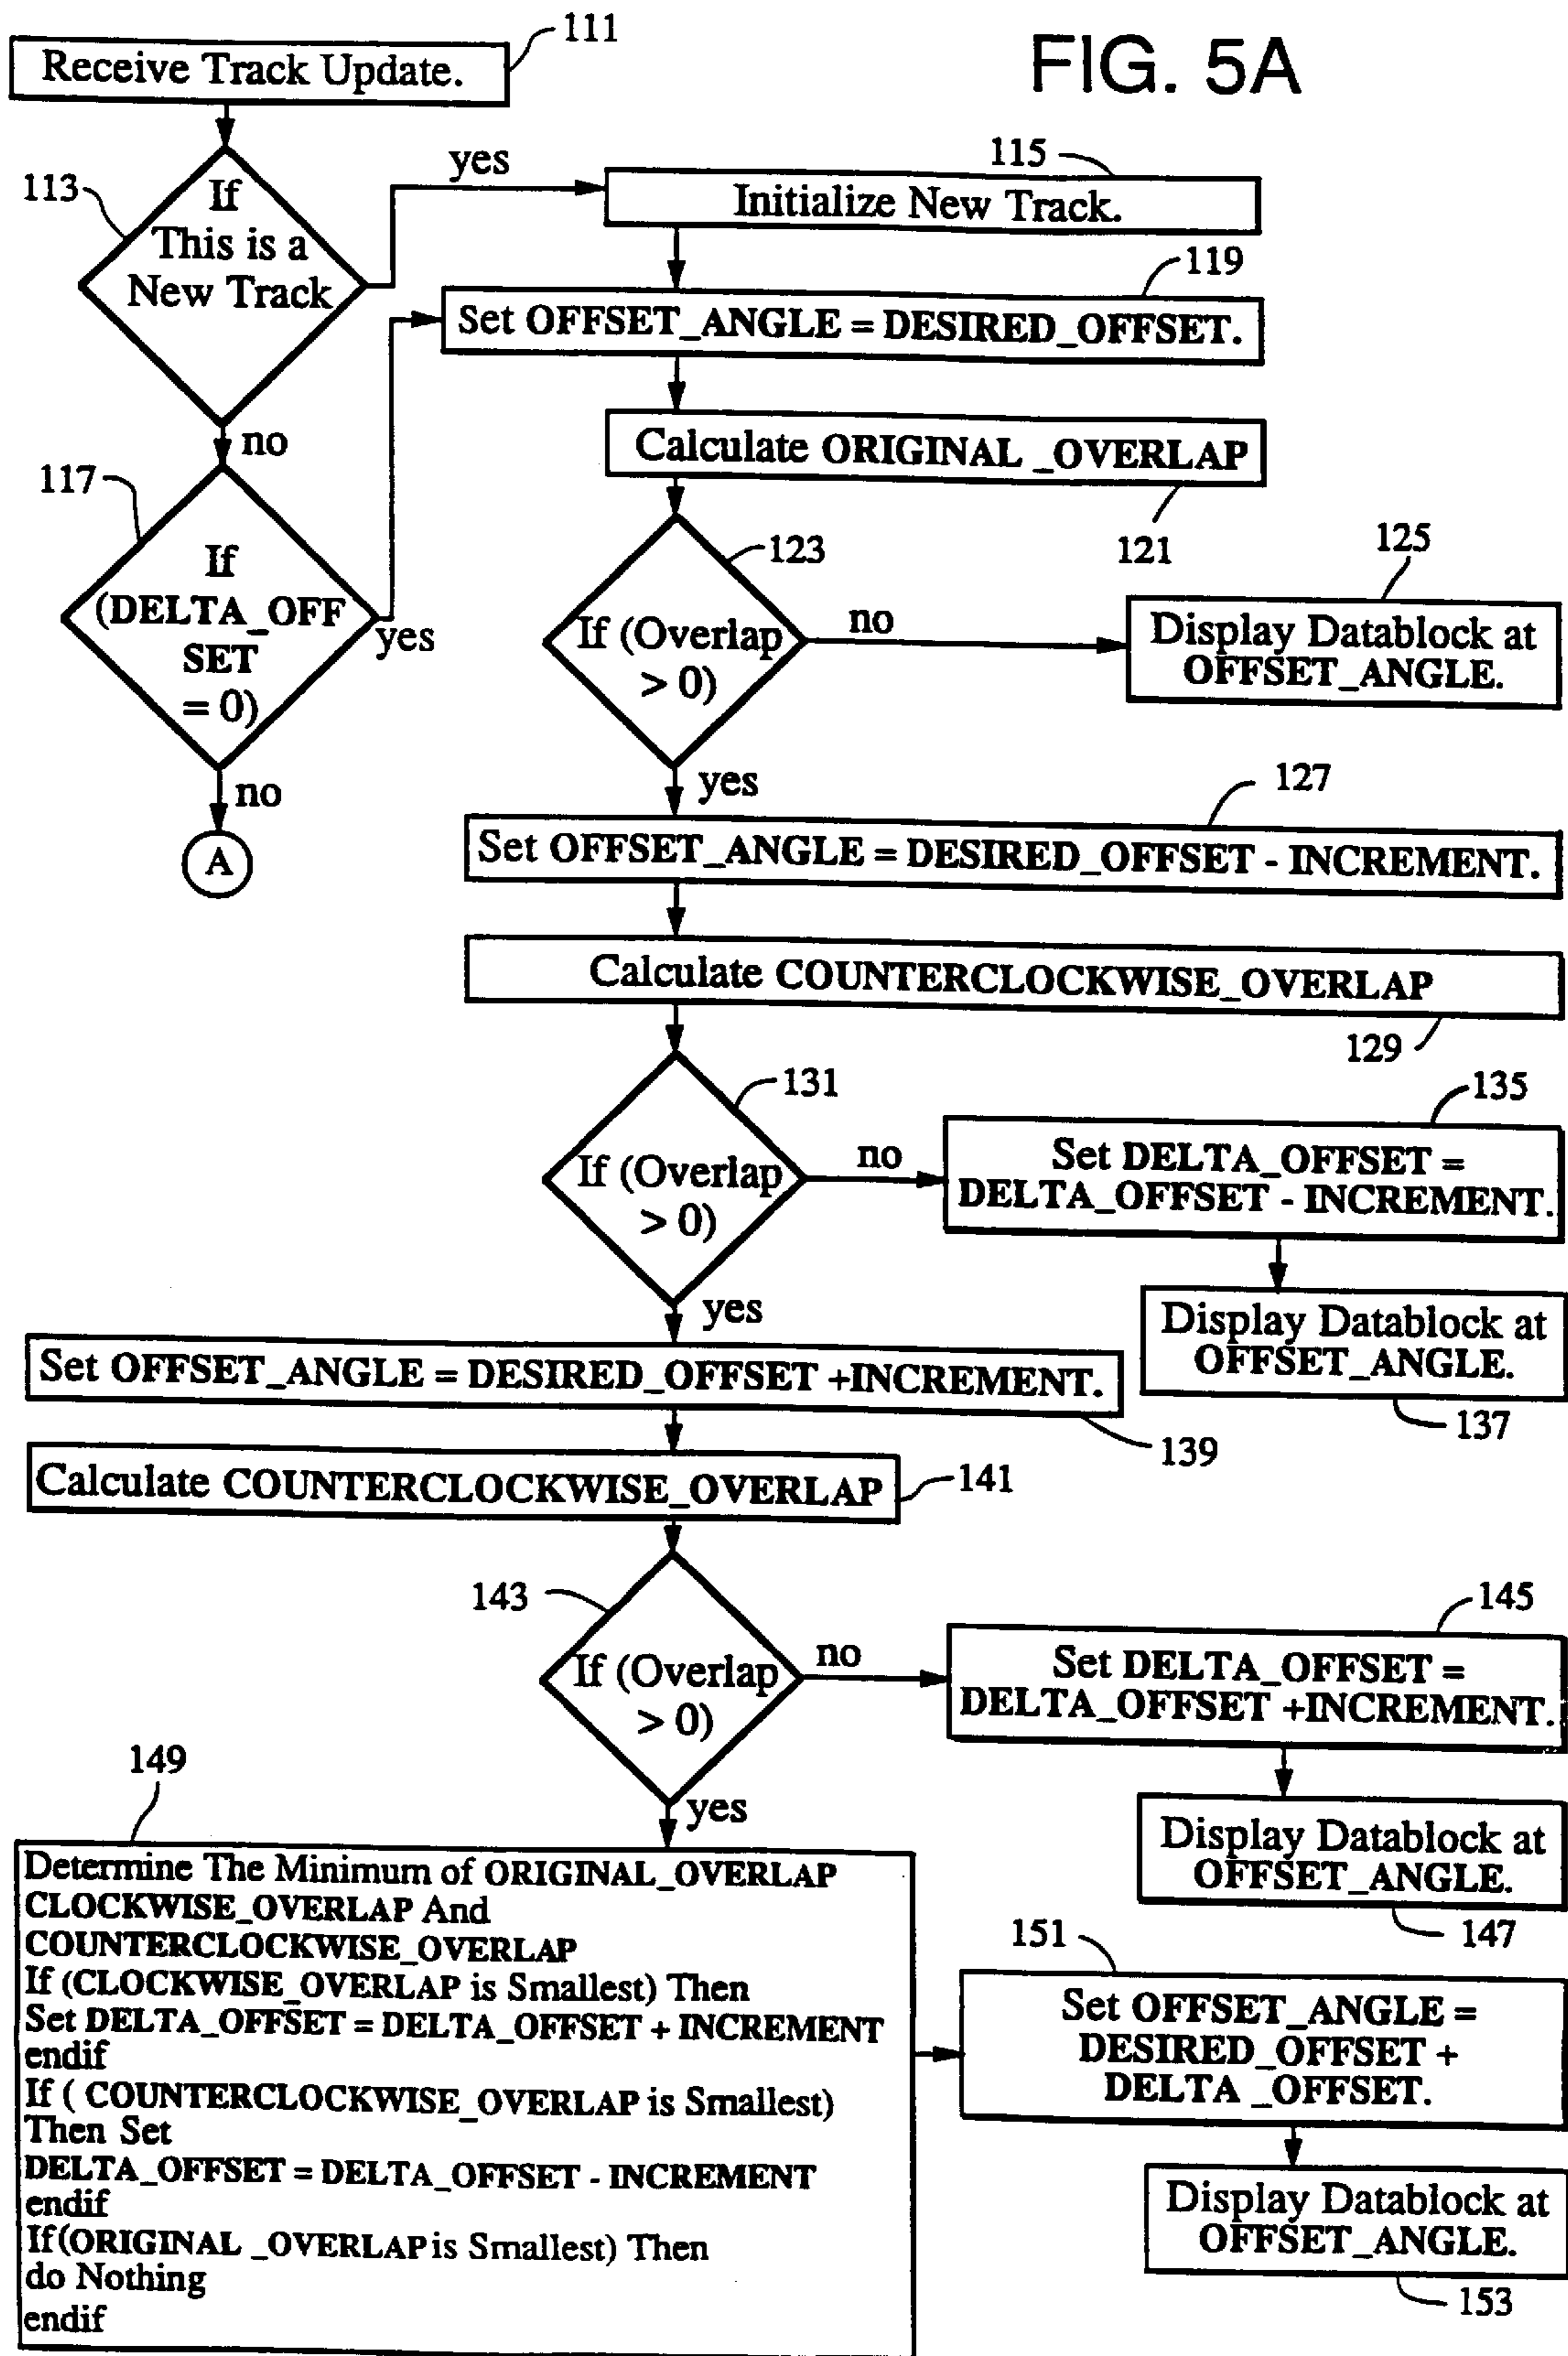 FIG. 5A
111
Receive Track Update.
113
If
This is a
New Track
yes
no
115
Initialize New Track.
117
If
(DELTA_OFF
SET
= 0)
yes
no
A
119
Set OFFSET_ANGLE = DESIRED_OFFSET.
Calculate ORIGINAL _OVERLAP
121
123
If (Overlap
> 0)
no
yes
125
Display Datablock at
OFFSET_ANGLE.
127
Set OFFSET_ANGLE = DESIRED_OFFSET - INCREMENT.
Calculate COUNTERCLOCKWISE_OVERLAP
129
131
If (Overlap
> 0)
no
yes
135
Set DELTA_OFFSET =
DELTA_OFFSET - INCREMENT.
Display Datablock at
OFFSET_ANGLE.
137
Set OFFSET_ANGLE = DESIRED_OFFSET +INCREMENT.
139
Calculate COUNTERCLOCKWISE_OVERLAP
141
143
If (Overlap
> 0)
no
yes
145
Set DELTA_OFFSET =
DELTA_OFFSET +INCREMENT.
Display Datablock at
OFFSET_ANGLE.
147
149
Determine The Minimum of ORIGINAL_OVERLAP
CLOCKWISE_OVERLAP And
COUNTERCLOCKWISE_OVERLAP
If (CLOCKWISE_OVERLAP is Smallest) Then
Set DELTA_OFFSET = DELTA_OFFSET + INCREMENT
endif
If ( COUNTERCLOCKWISE_OVERLAP is Smallest)
Then Set
DELTA_OFFSET = DELTA_OFFSET - INCREMENT
endif
If (ORIGINAL _OVERLAP is Smallest) Then
do Nothing
endif
151
Set OFFSET_ANGLE =
DESIRED_OFFSET +
DELTA _OFFSET.
Display Datablock at
OFFSET_ANGLE.
153